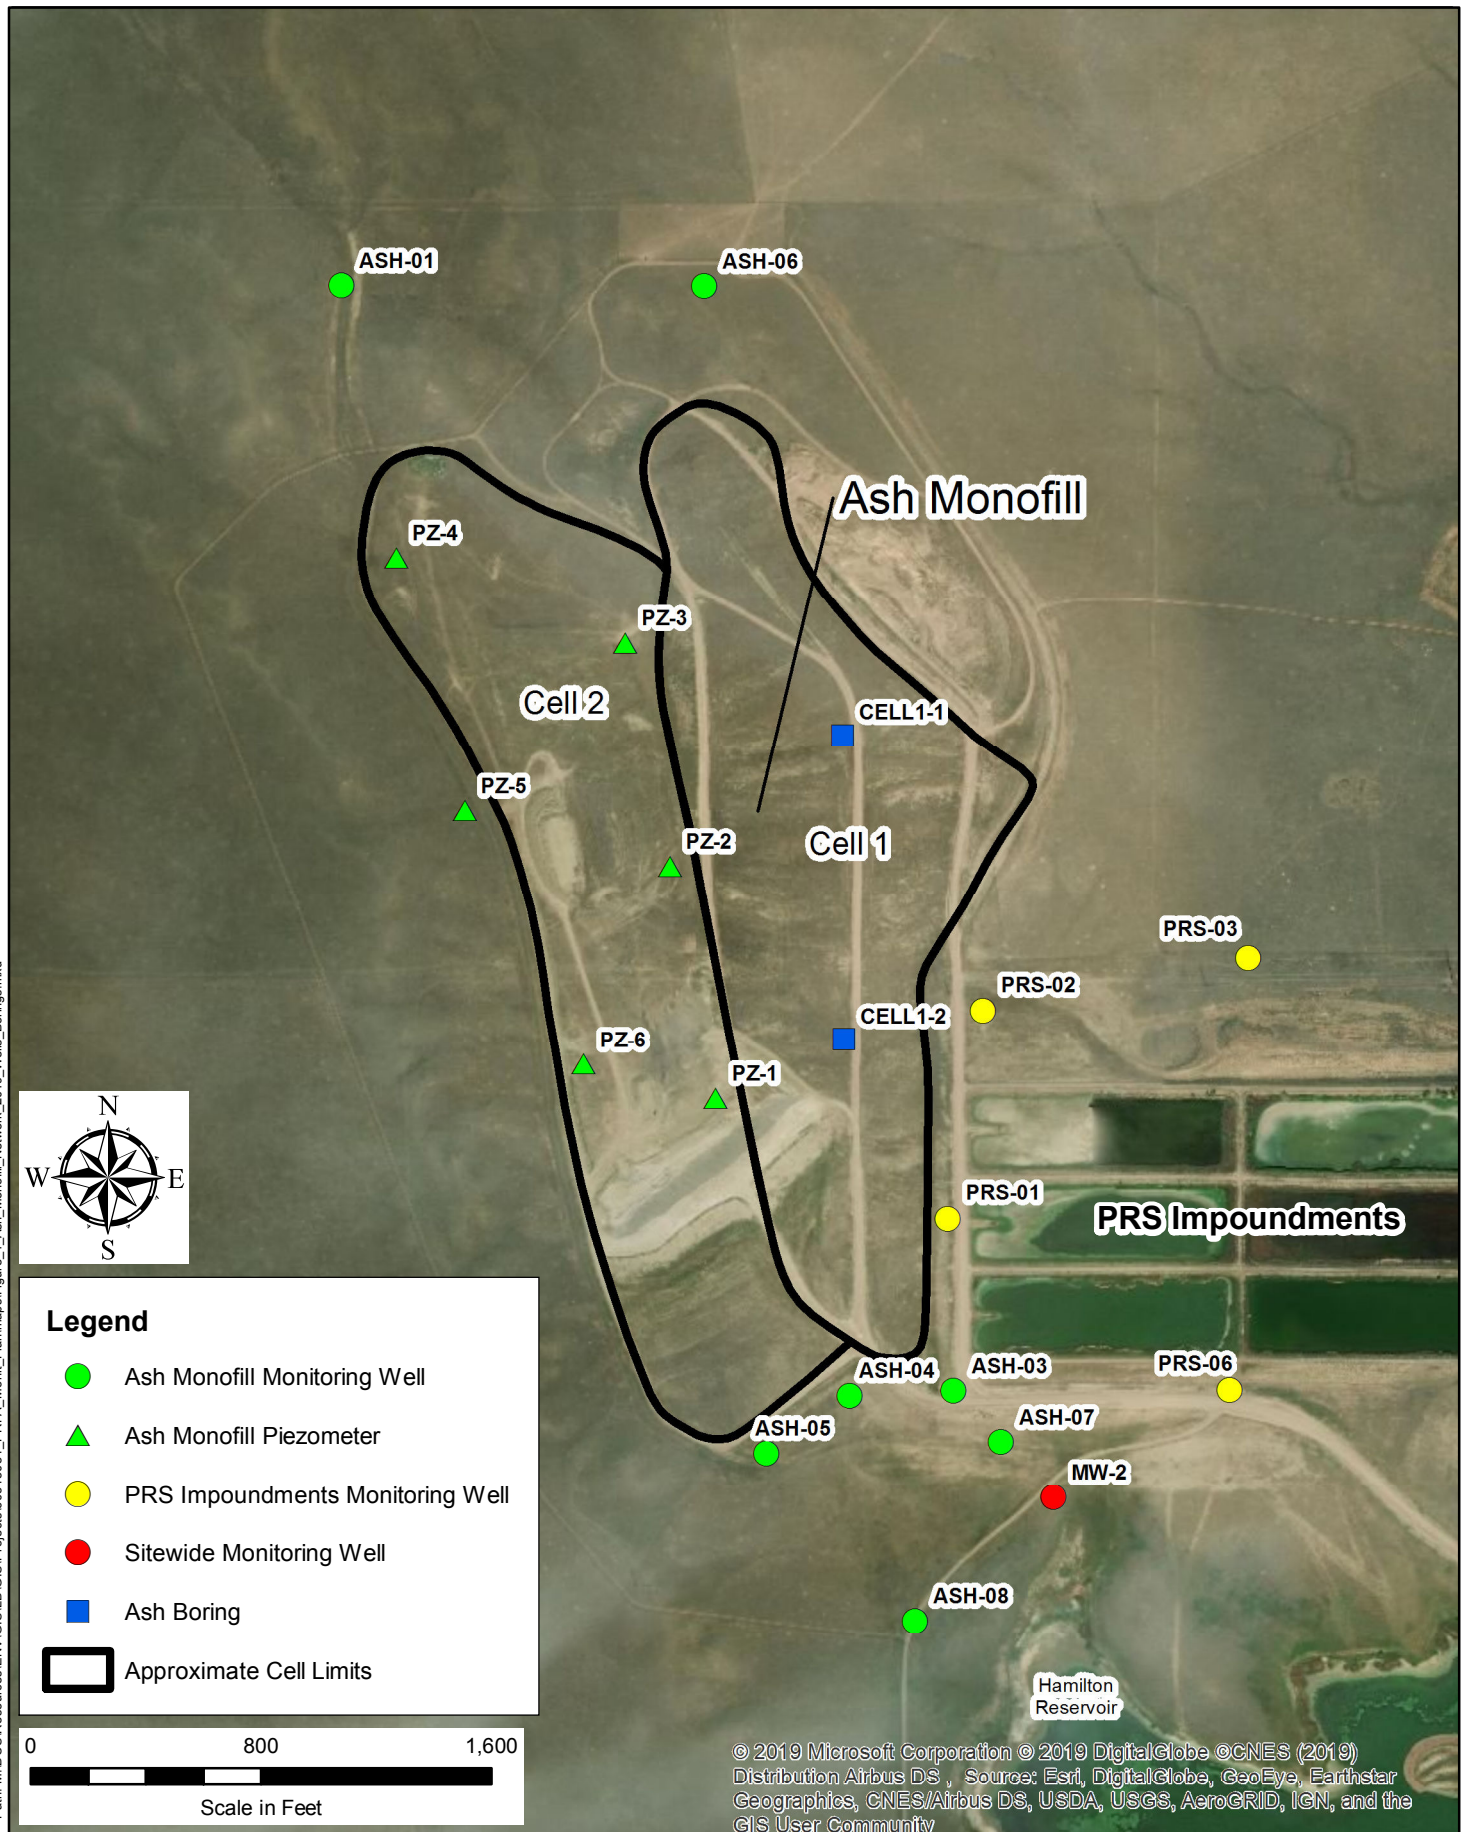 ASH-01
ASH-06
Ash Monofill
PZ-4
PZ-3
Cell 2
CELL1-1
PZ-5
PZ-2
Cell 1
PRS-03
PRS-02
CELL1-2
PZ-6
PZ-1
N
W
E
S
PRS-01
PRS Impoundments
ASH-04
ASH-03
PRS-06
ASH-05
ASH-07
MW-2
ASH-08
Hamilton
Reservoir
Legend
Ash Monofill Monitoring Well
Ash Monofill Piezometer
PRS Impoundments Monitoring Well
Sitewide Monitoring Well
Ash Boring
Approximate Cell Limits
0 800 1,600
Scale in Feet
© 2019 Microsoft Corporation © 2019 DigitalGlobe ©CNES (2019)
Distribution Airbus DS , Source: Esri, DigitalGlobe, GeoEye, Earthstar
Geographics, CNES/Airbus DS, USDA, USGS, AeroGRID, IGN, and the
GIS User Community